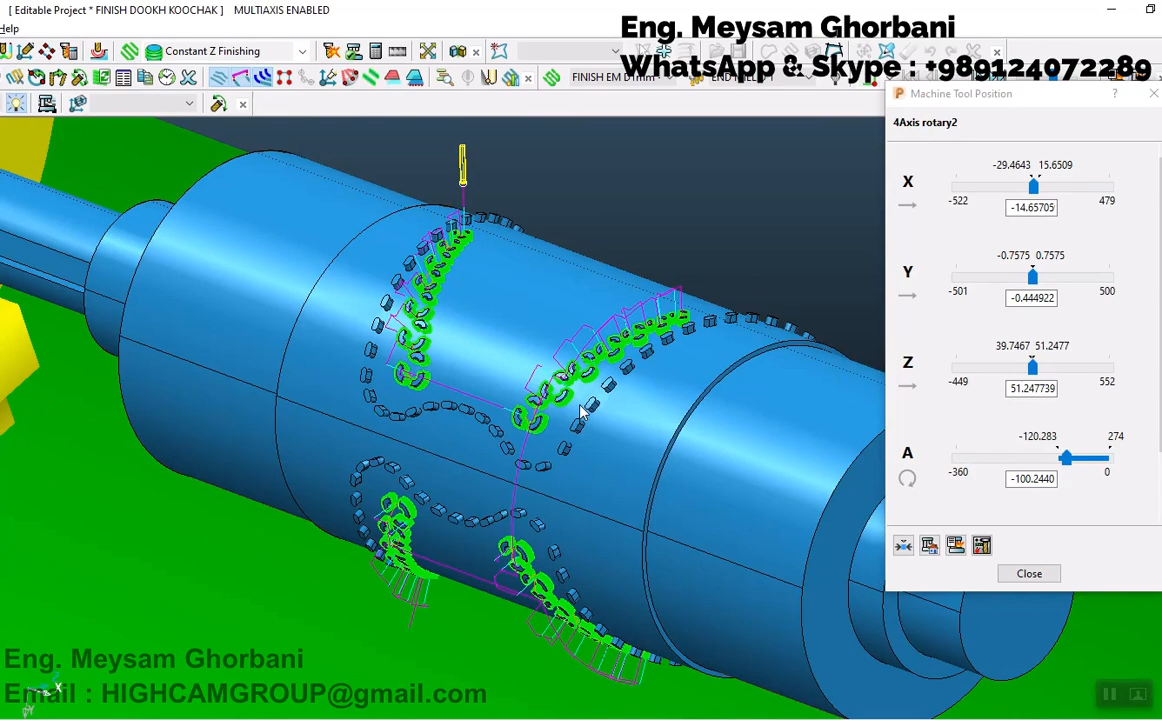 [ Editable Project * FINISH DOOKH KOOCHAK ] MULTIAXIS ENABLED
Eng. Meysam Ghorbani
Help
Constant Z Finishing
WhatsApp & Skype : +989124072289
FINISH EM D1mm
Machine Tool Position
4Axis rotary2
-29.4643 15.6509
X
-522 479
-14.65705
-0.7575 0.7575
Y
-501 500
-0.444922
39.7467 51.2477
Z
-449 552
51.247739
-120.283 274
A
-360 0
-100.2440
Close
Eng. Meysam Ghorbani
Email : HIGHCAMGROUP@gmail.com
X